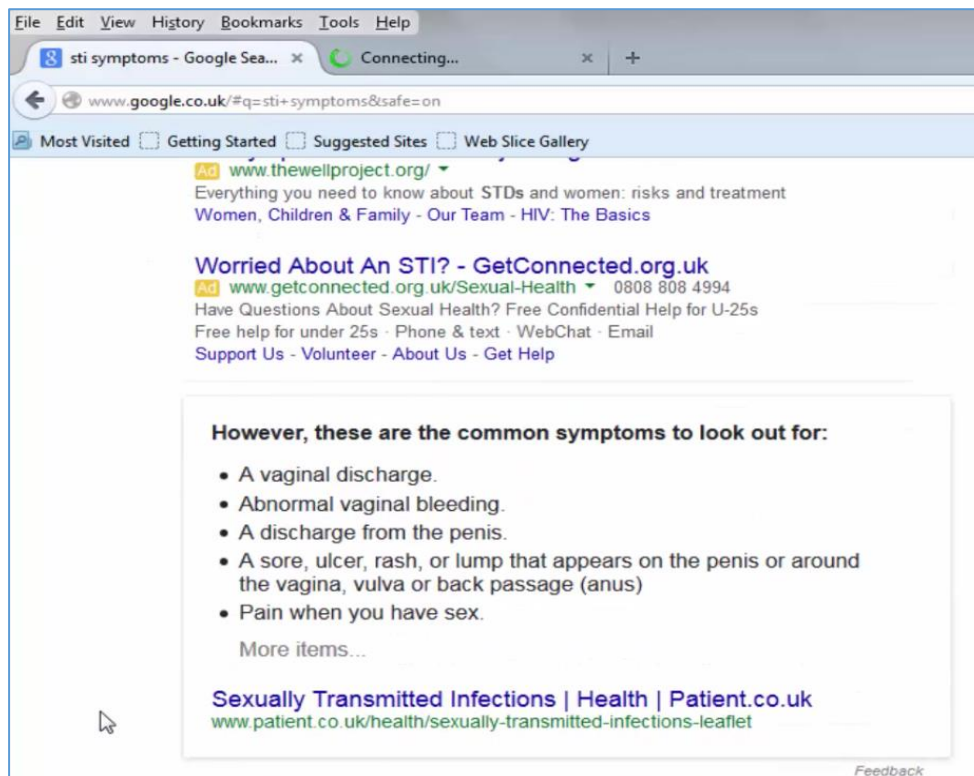 File Edit View History Bookmarks Tools Help
sti symptoms - Google Sea...
Connecting...
www.google.co.uk/#q=sti+symptoms&safe=on
Most Visited Getting Started Suggested Sites Web Slice Gallery
Ad www.thewellproject.org/
Everything you need to know about STDs and women: risks and treatment
Women, Children & Family - Our Team - HIV: The Basics
Worried About An STI? - GetConnected.org.uk
Ad www.getconnected.org.uk/Sexual-Health 0808 808 4994
Have Questions About Sexual Health? Free Confidential Help for U-25s
Free help for under 25s · Phone & text · WebChat · Email
Support Us - Volunteer - About Us - Get Help
However, these are the common symptoms to look out for:
• A vaginal discharge.
• Abnormal vaginal bleeding.
• A discharge from the penis.
• A sore, ulcer, rash, or lump that appears on the penis or around
the vagina, vulva or back passage (anus)
• Pain when you have sex.
More items...
Sexually Transmitted Infections | Health | Patient.co.uk
www.patient.co.uk/health/sexually-transmitted-infections-leaflet
Feedback